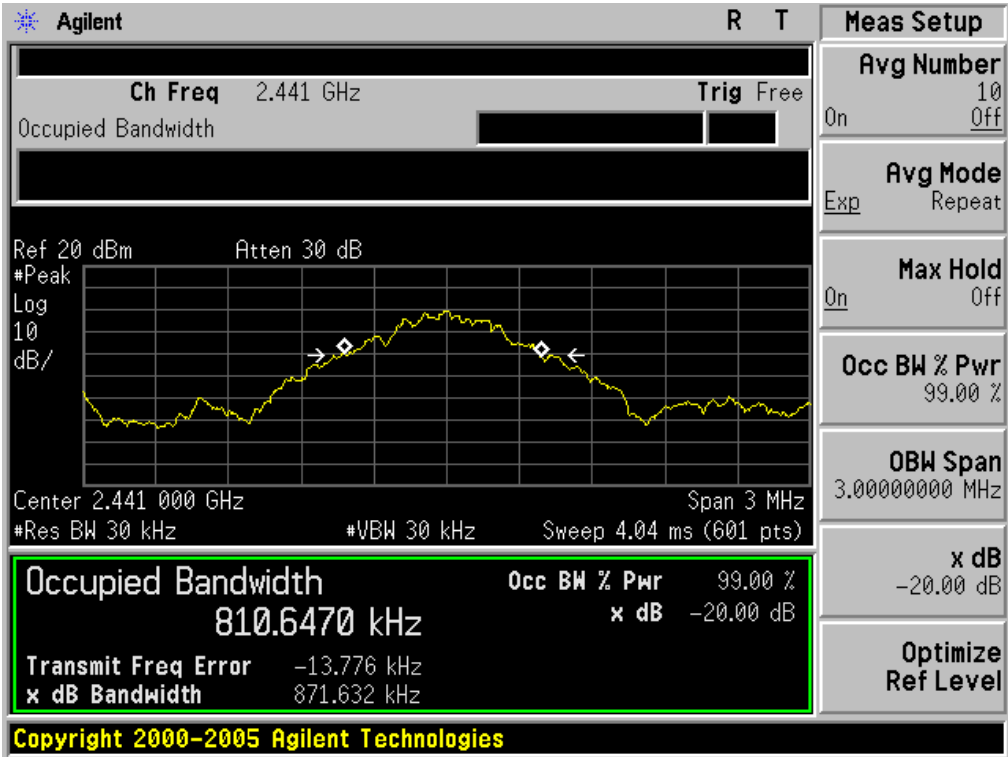 Agilent R T
Ch Freq 2.441 GHz Trig Free
Occupied Bandwidth
Ref 20 dBm Atten 30 dB
#Peak
Log
10
dB/
Center 2.441 000 GHz Span 3 MHz
#Res BW 30 kHz #VBW 30 kHz Sweep 4.04 ms (601 pts)
Occupied Bandwidth Occ BW % Pwr 99.00 %
810.6470 kHz x dB -20.00 dB
Transmit Freq Error -13.776 kHz
x dB Bandwidth 871.632 kHz
Copyright 2000-2005 Agilent Technologies
Meas Setup
Avg Number
10
On Off
Avg Mode
Exp Repeat
Max Hold
On Off
Occ BW % Pwr
99.00 %
OBW Span
3.00000000 MHz
x dB
-20.00 dB
Optimize
Ref Level